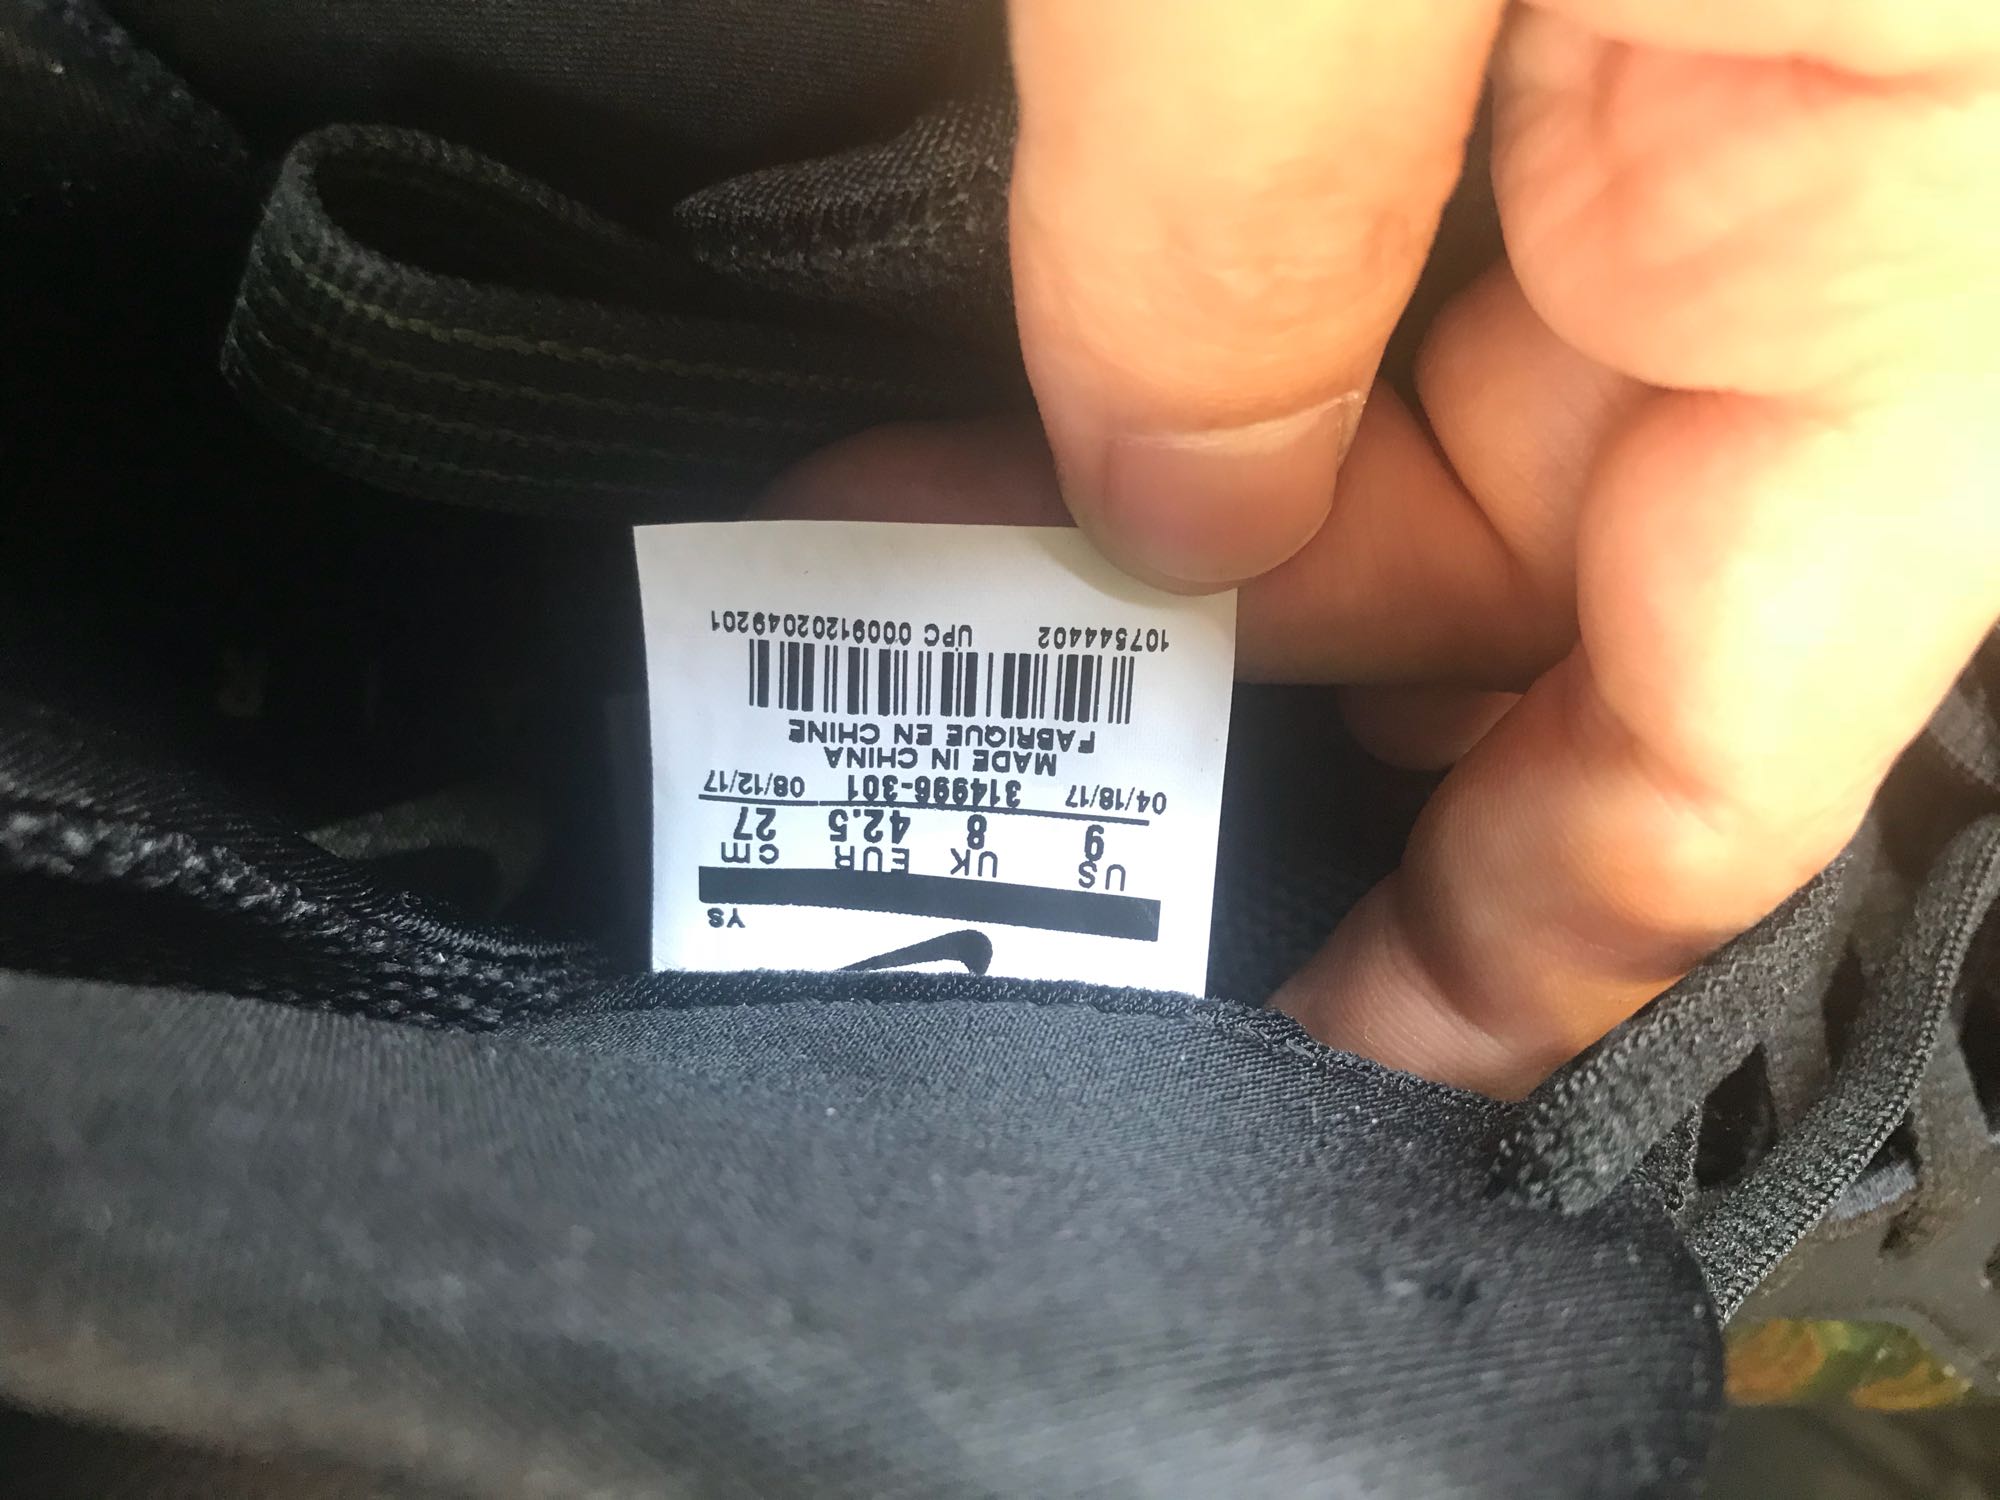 YS
US UK EUR cm
9 8 42.5 27
04/18/17 314996-301 08/12/17
MADE IN CHINA
FABRIQUE EN CHINE
107544402 UPC 00091202049201